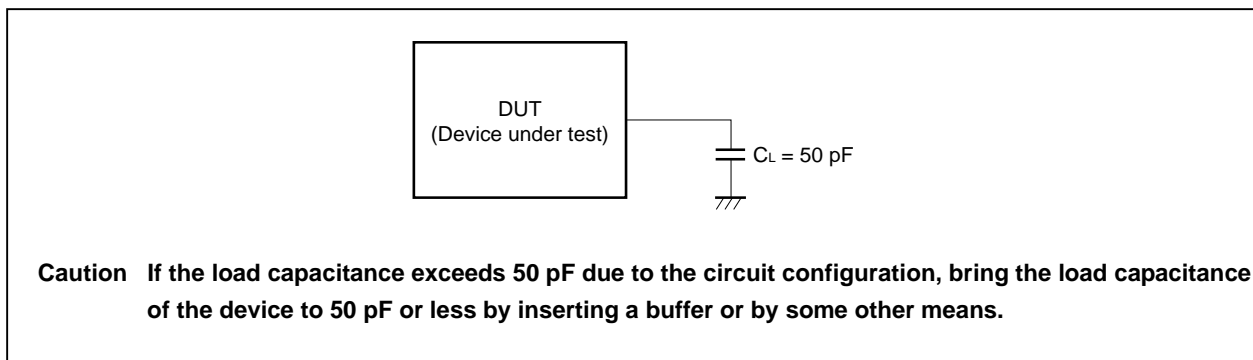 DUT
(Device under test)
CL = 50 pF
Caution If the load capacitance exceeds 50 pF due to the circuit configuration, bring the load capacitance
of the device to 50 pF or less by inserting a buffer or by some other means.